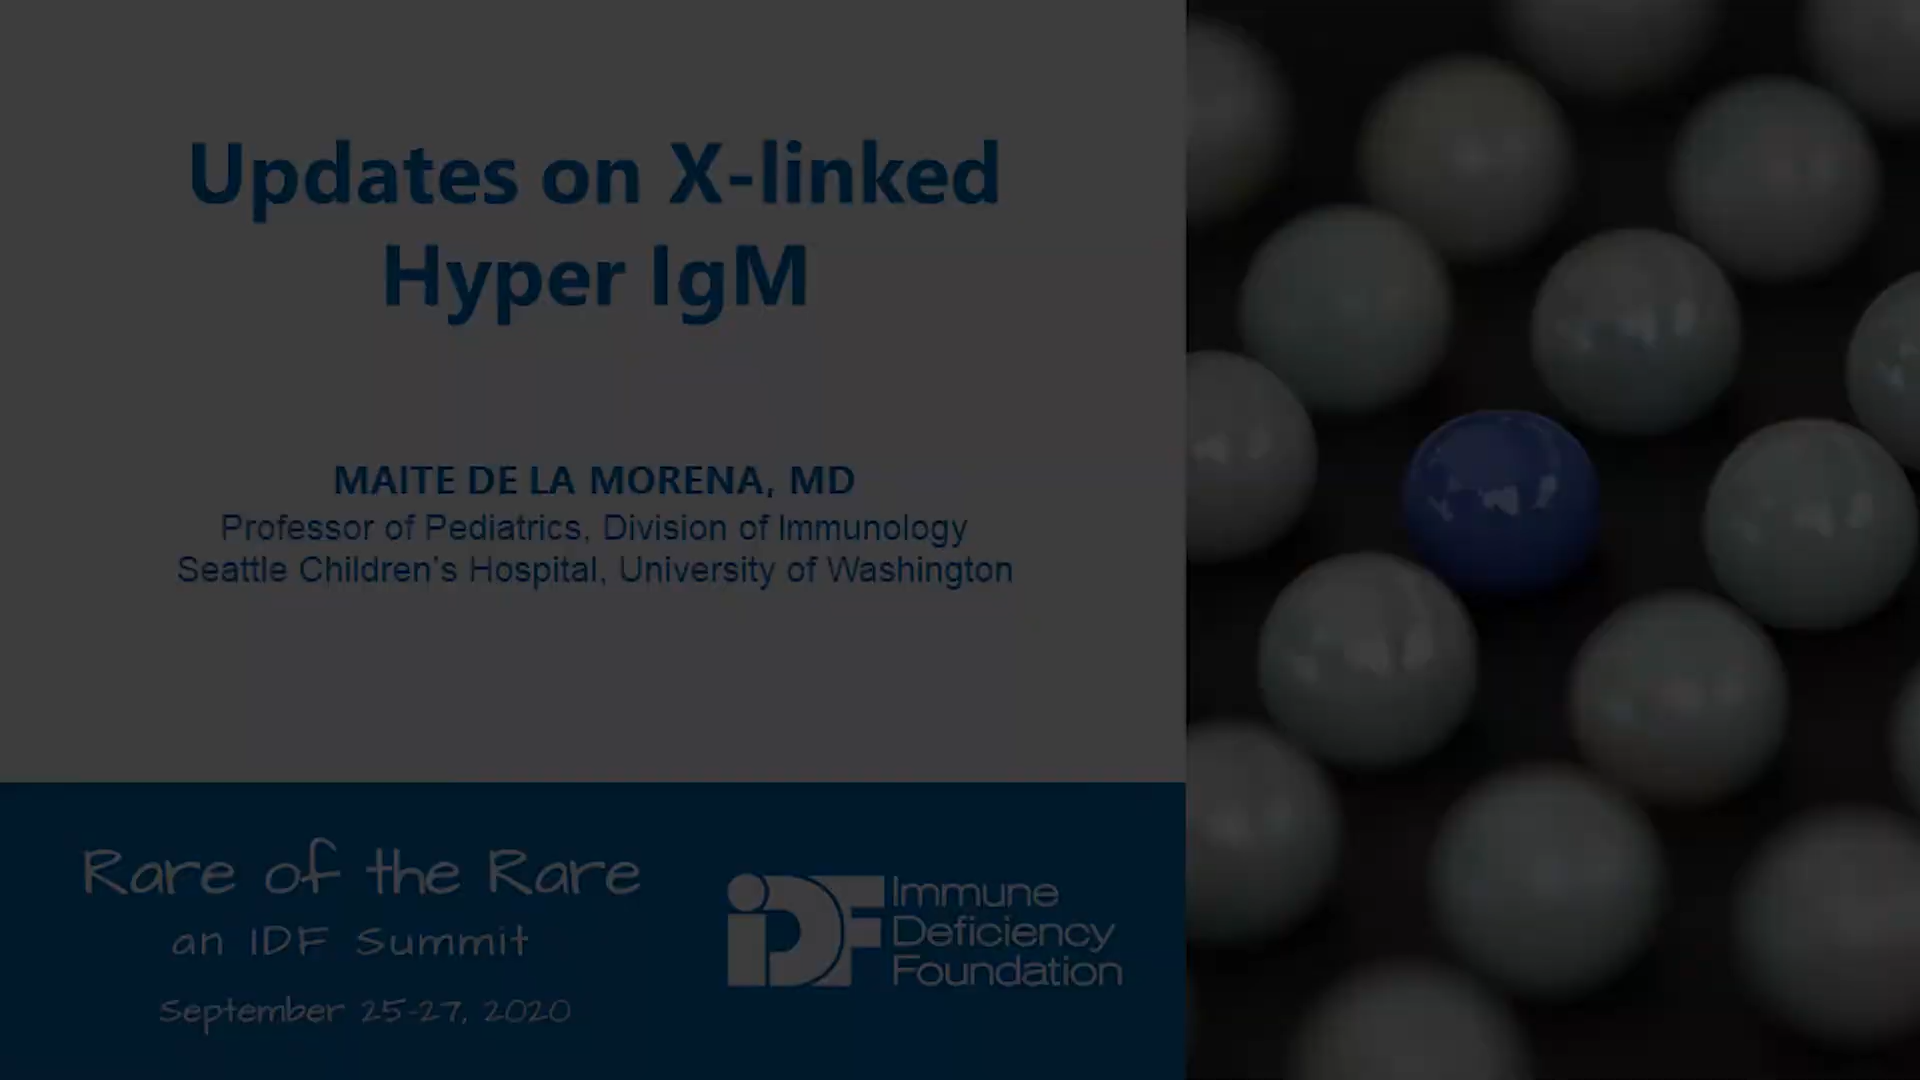 Updates on X-linked
Hyper IgM
MAITE DE LA MORENA, MD
Professor of Pediatrics, Division of Immunology
Seattle Children's Hospital, University of Washington
Rare of the Rare
an IDF Summit
September 25-27, 2020
iDF Immune
Deficiency
Foundation